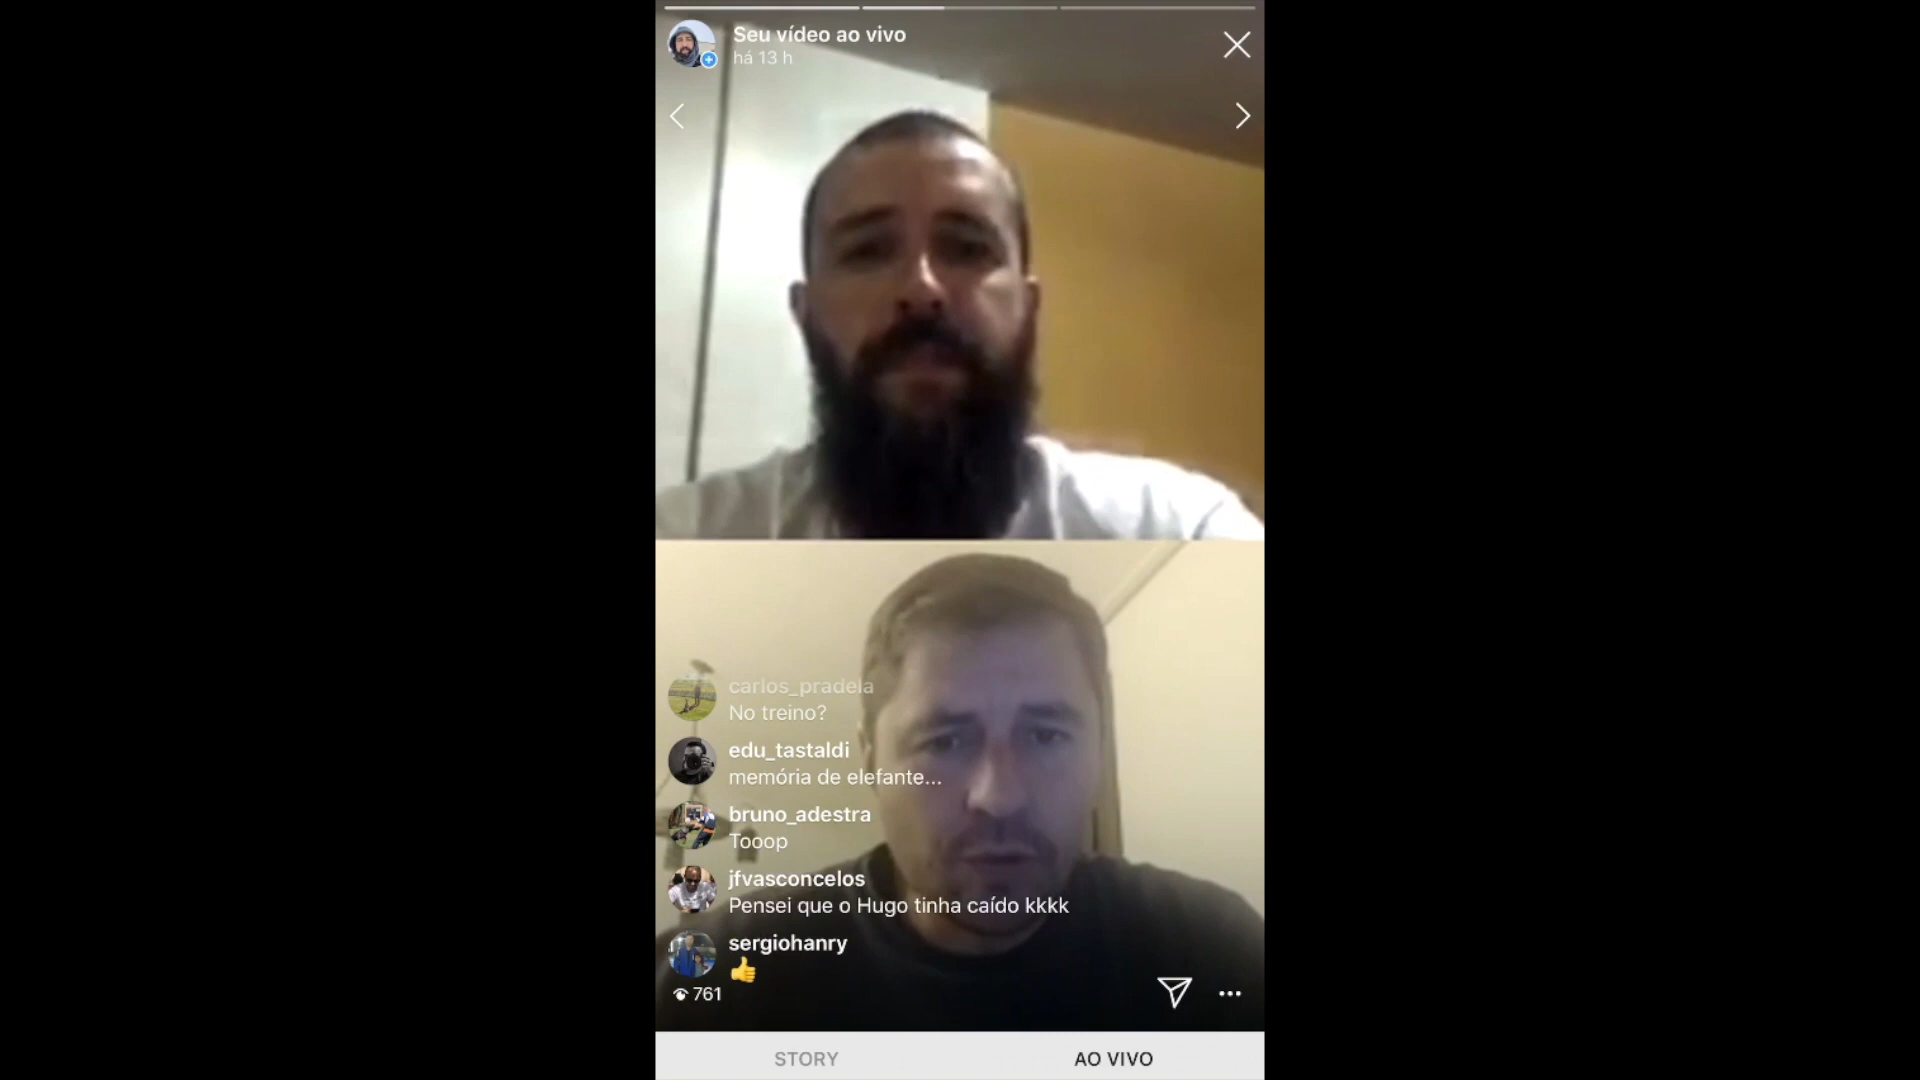 Seu vídeo ao vivo
há 13 h
carlos_pradela
No treino?
edu_tastaldi
memória de elefante...
bruno_adestra
Tooop
jfvasconcelos
Pensei que o Hugo tinha caído kkkk
sergiohanry
👍
761
STORY
AO VIVO